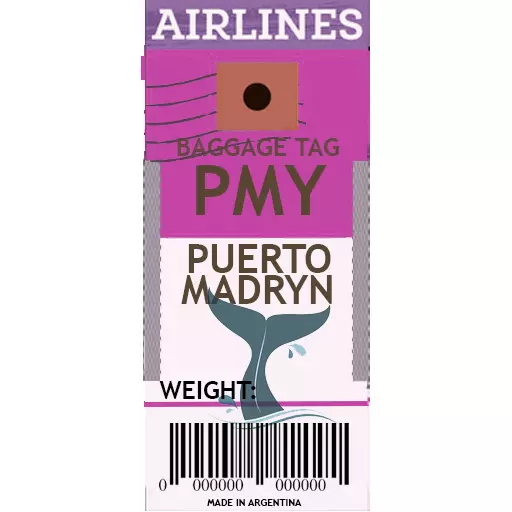 AIRLINES
BAGGAGE TAG
PMY
PUERTO
MADRYN
WEIGHT:
0 000000 000000
MADE IN ARGENTINA